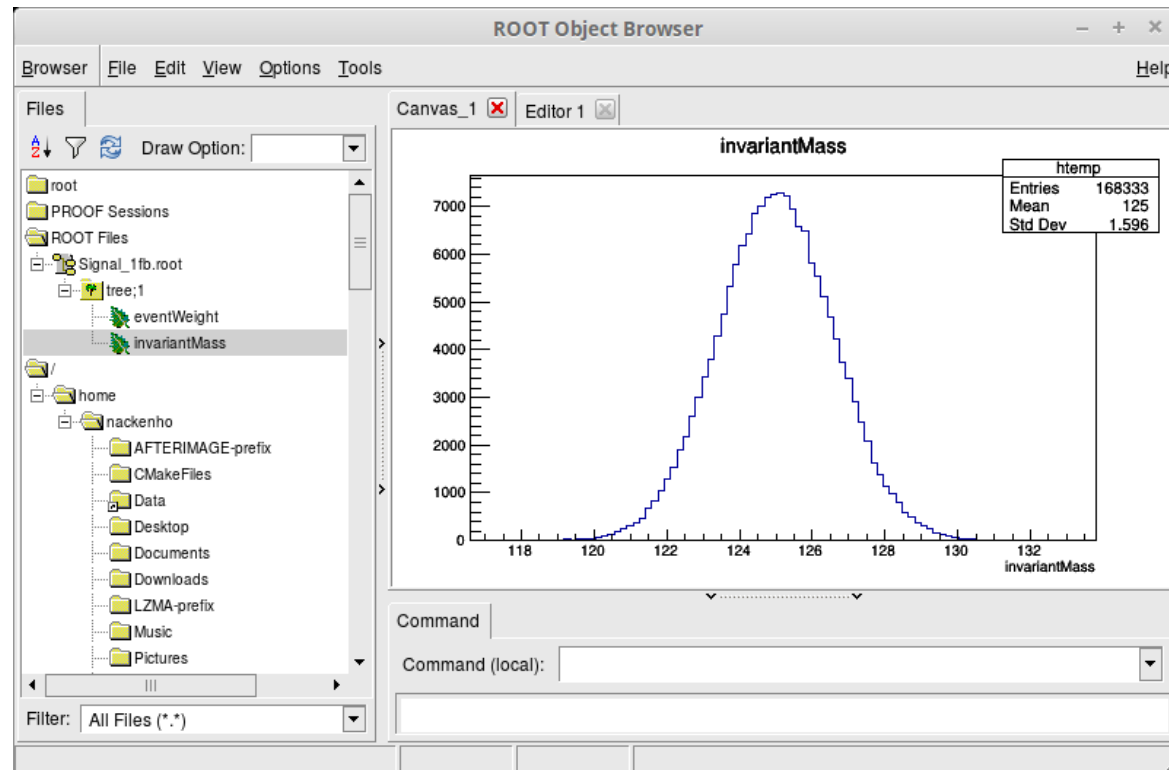 ROOT Object Browser
Browser File Edit View Options Tools Help
Files
Draw Option:
root
PROOF Sessions
ROOT Files
Signal_1fb.root
tree;1
eventWeight
invariantMass
/
home
nackenho
AFTERIMAGE-prefix
CMakeFiles
Data
Desktop
Documents
Downloads
LZMA-prefix
Music
Pictures
Filter: All Files (*.*)
Canvas_1 Editor 1
invariantMass
htemp
Entries 168333
Mean 125
Std Dev 1.596
7000
6000
5000
4000
3000
2000
1000
0
118 120 122 124 126 128 130 132
invariantMass
Command
Command (local):